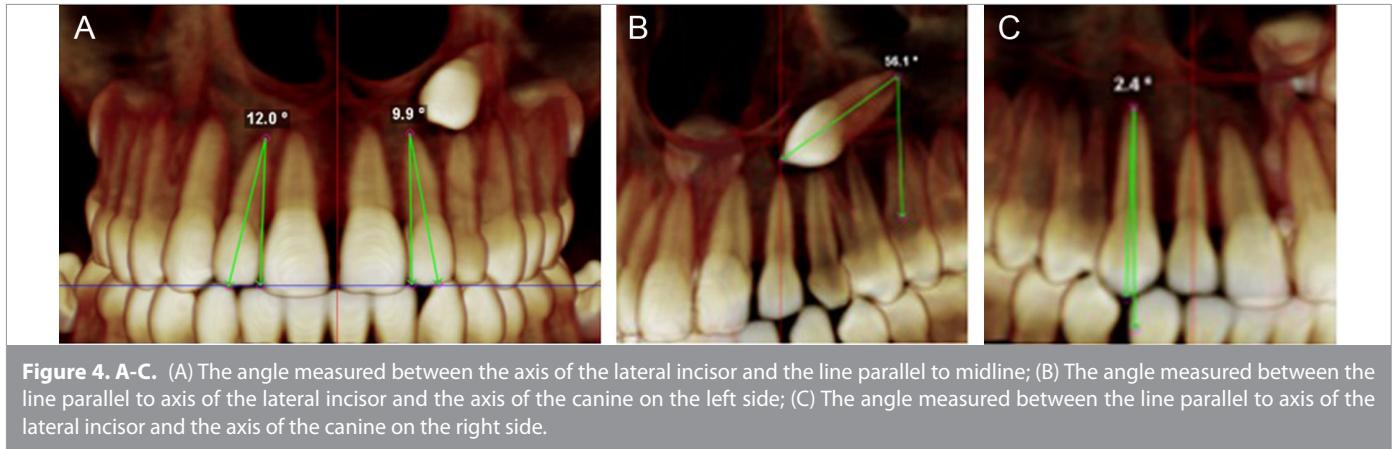 A
B
C
12.0 °
9.9 °
56.1 °
2.4 °
Figure 4. A-C. (A) The angle measured between the axis of the lateral incisor and the line parallel to midline; (B) The angle measured between the
line parallel to axis of the lateral incisor and the axis of the canine on the left side; (C) The angle measured between the line parallel to axis of the
lateral incisor and the axis of the canine on the right side.